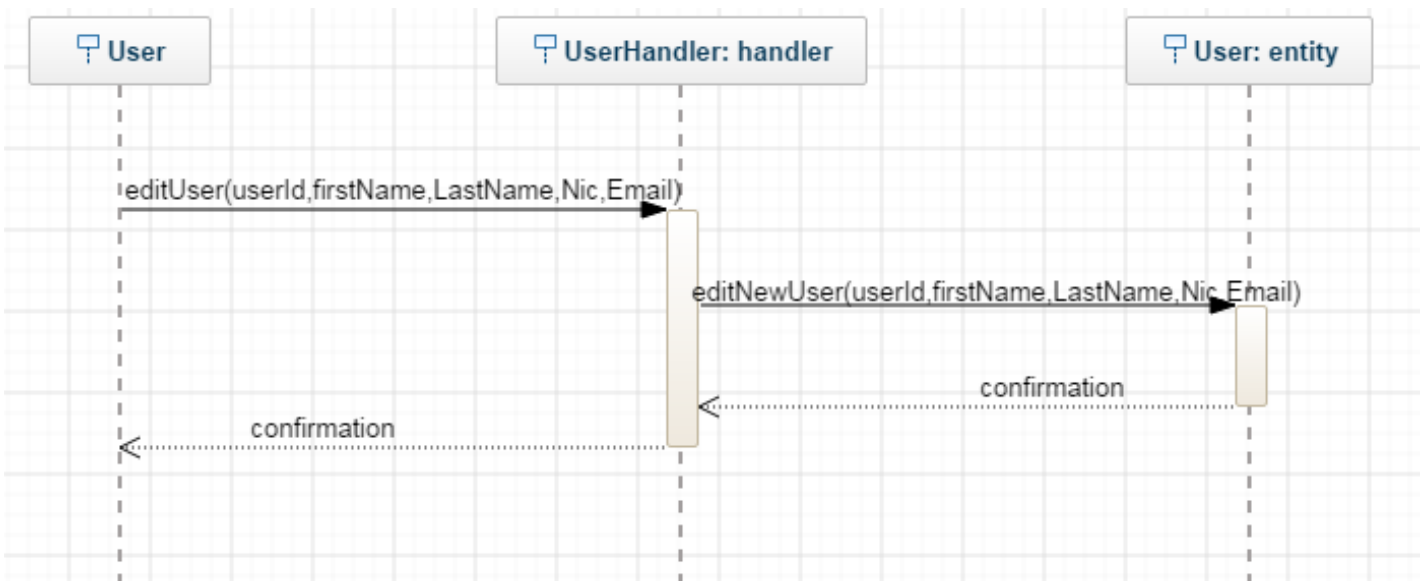 User
UserHandler: handler
User: entity
editUser(userId,firstName,LastName,Nic,Email)
editNewUser(userId,firstName,LastName,Nic,Email)
confirmation
confirmation